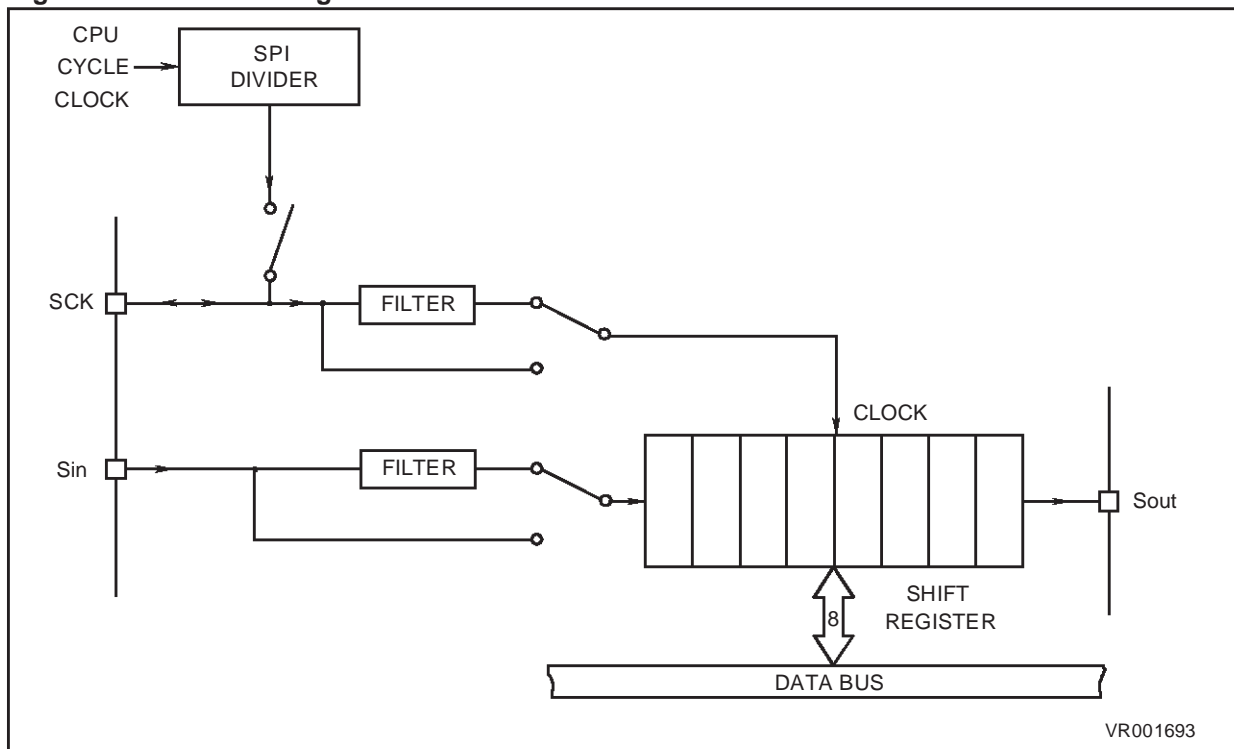 CPU
CYCLE
CLOCK
SPI
DIVIDER
SCK
FILTER
CLOCK
Sin
FILTER
Sout
SHIFT
REGISTER
8
DATA BUS
VR001693